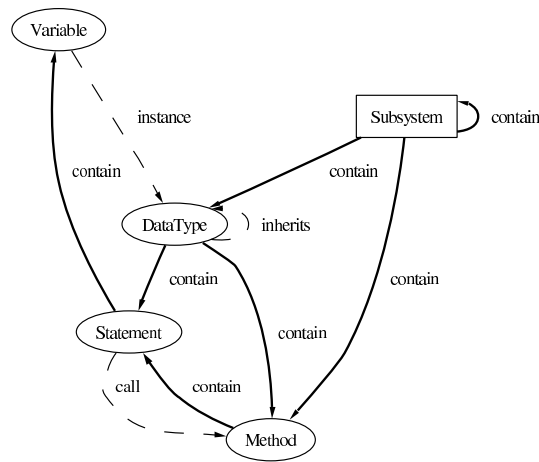 Variable
instance
Subsystem
contain
contain
contain
DataType
inherits
contain
contain
Statement
contain
call
contain
Method